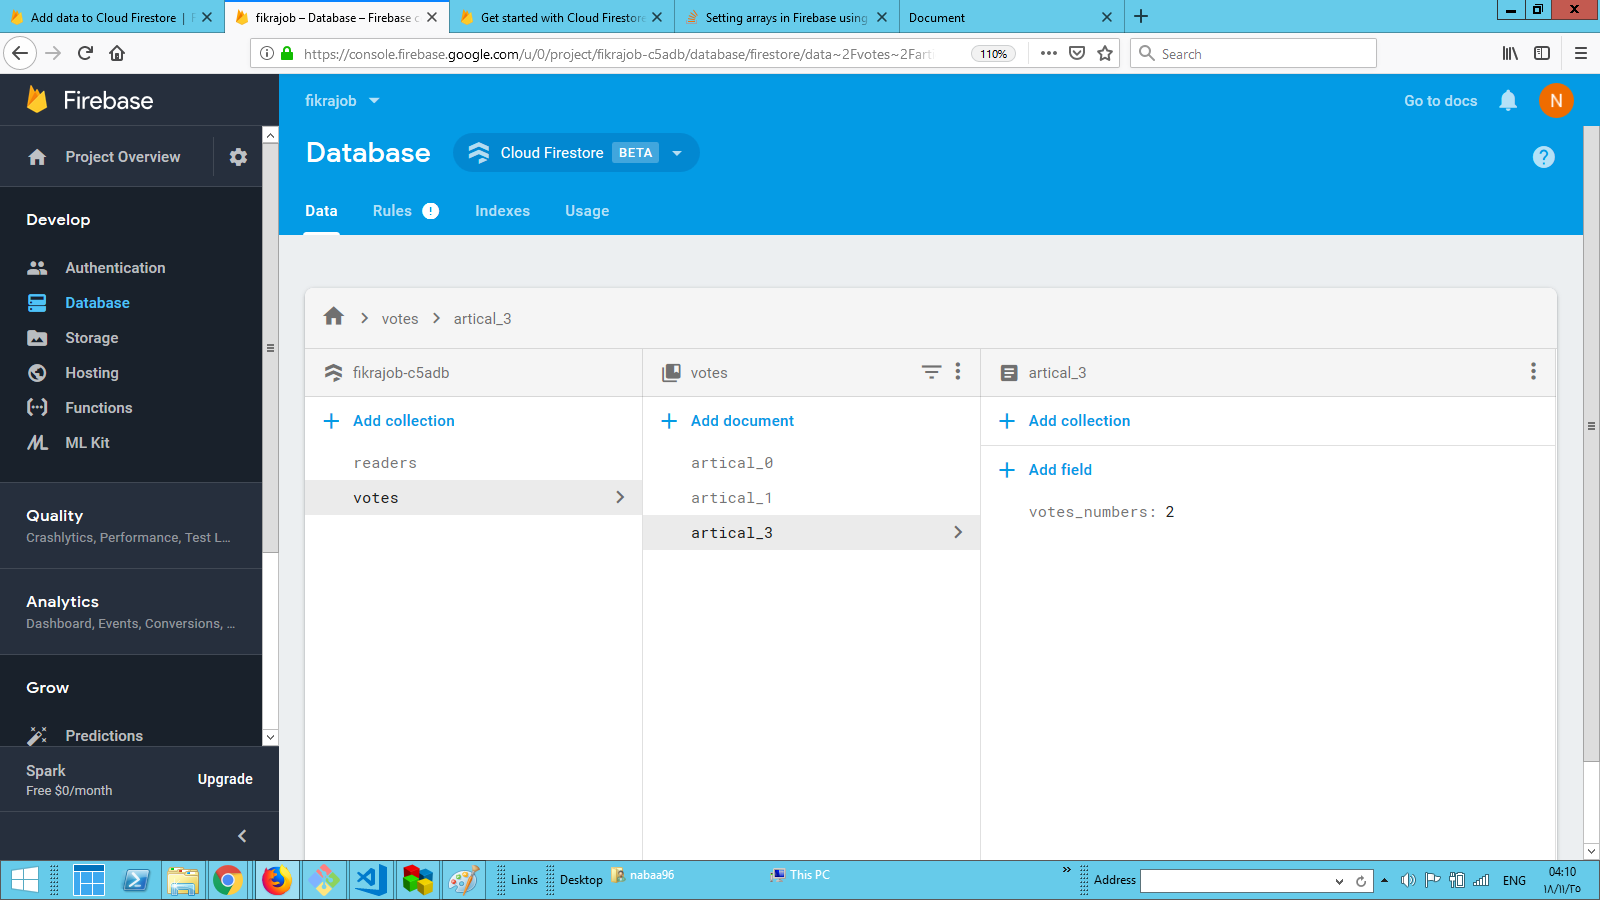 Add data to Cloud Firestore | F
fikrajob – Database – Firebase c
Get started with Cloud Firestore
Setting arrays in Firebase using
Document
https://console.firebase.google.com/u/0/project/fikrajob-c5adb/database/firestore/data~2Fvotes~2Farti
110%
Search
Firebase
fikrajob
Go to docs
N
Project Overview
Database
Cloud Firestore
BETA
Data
Rules
Indexes
Usage
Develop
Authentication
Database
Storage
Hosting
Functions
ML Kit
Quality
Crashlytics, Performance, Test L...
Analytics
Dashboard, Events, Conversions, ...
Grow
Predictions
Spark
Free $0/month
Upgrade
votes
artical_3
fikrajob-c5adb
votes
artical_3
Add collection
Add document
Add collection
readers
votes
artical_0
artical_1
artical_3
Add field
votes_numbers: 2
Links
Desktop
nabaa96
This PC
Address
ENG
04:10
١٨/١١/٢٥